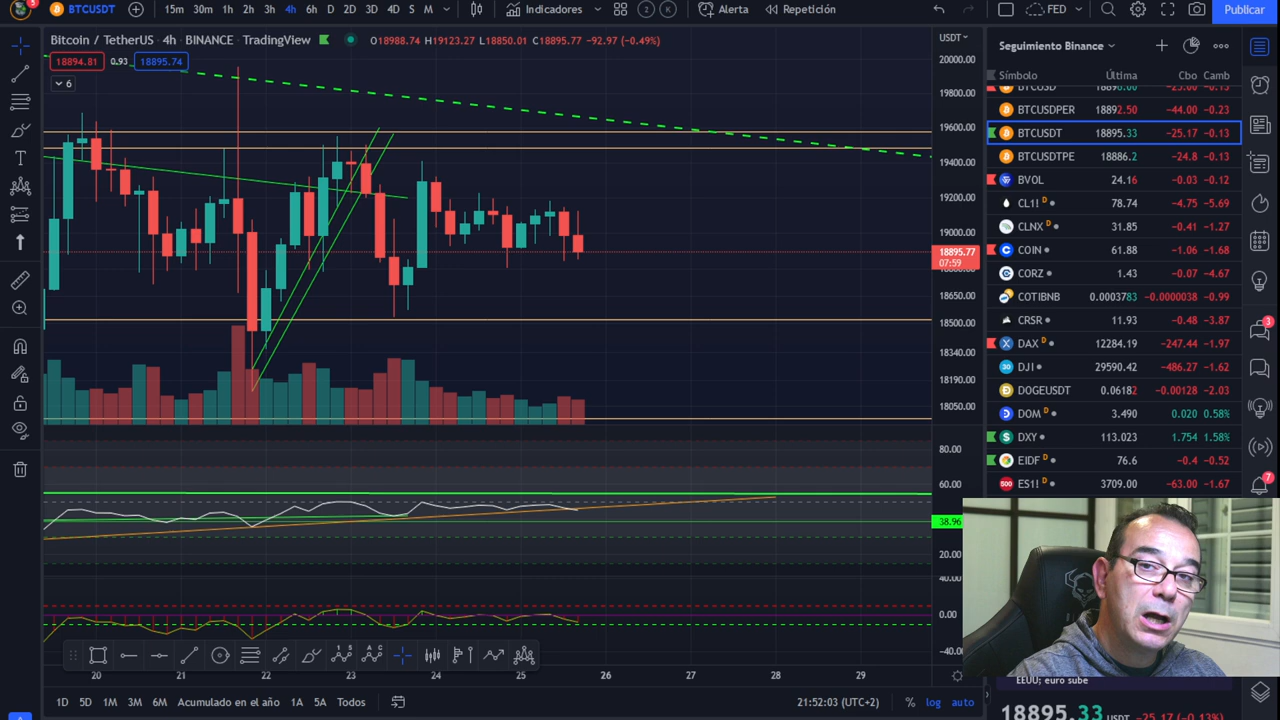 5
BTCUSDT
15m 30m 1h 2h 3H 4h 6h D 2D 3D 4D S M
Indicadores
2 K
Alerta
Repetición
FED
Publicar
Bitcoin / TetherUS · 4h · BINANCE · TradingView
O18988.74 H19123.27 L18850.01 C18895.77 −92.97 (−0.49%)
18894.81 0.93 18895.74
6
USDT
20000.00
19800.00
19600.00
19400.00
19200.00
19000.00
18895.77
07:59
18650.00
18500.00
18340.00
18190.00
18050.00
80.00
60.00
38.96
20.00
40.00
0.00
−40.0
20 21 22 23 24 25 26 27 28 29
1D 5D 1M 3M 6M Acumulado en el año 1A 5A Todos
21:52:03 (UTC+2)
% log auto
Seguimiento Binance
Símbolo Última Cbo Camb
BTCUSD
BTCUSDPER 18892.50 −44.00 −0.23
BTCUSDT 18895.33 −25.17 −0.13
BTCUSDTPE 18886.2 −24.8 −0.13
BVOL 24.16 −0.03 −0.12
CL1! D 78.74 −4.75 −5.69
CLNX D 31.85 −0.41 −1.27
COIN 61.88 −1.06 −1.68
CORZ 1.43 −0.07 −4.67
COTIBNB 0.0003783 −0.0000038 −0.99
CRSR 11.93 −0.48 −3.87
DAX D 12284.19 −247.44 −1.97
30 DJI 29590.42 −486.27 −1.62
DOGEUSDT 0.06182 −0.00128 −2.03
DOM D 3.490 0.020 0.58%
DXY 113.023 1.754 1.58%
EIDF D 76.6 −0.4 −0.52
500 ES1! D 3709.00 −63.00 −1.67
3
7
EEUU; euro sube
18895.33 USDT −25.17 (−0.13%)